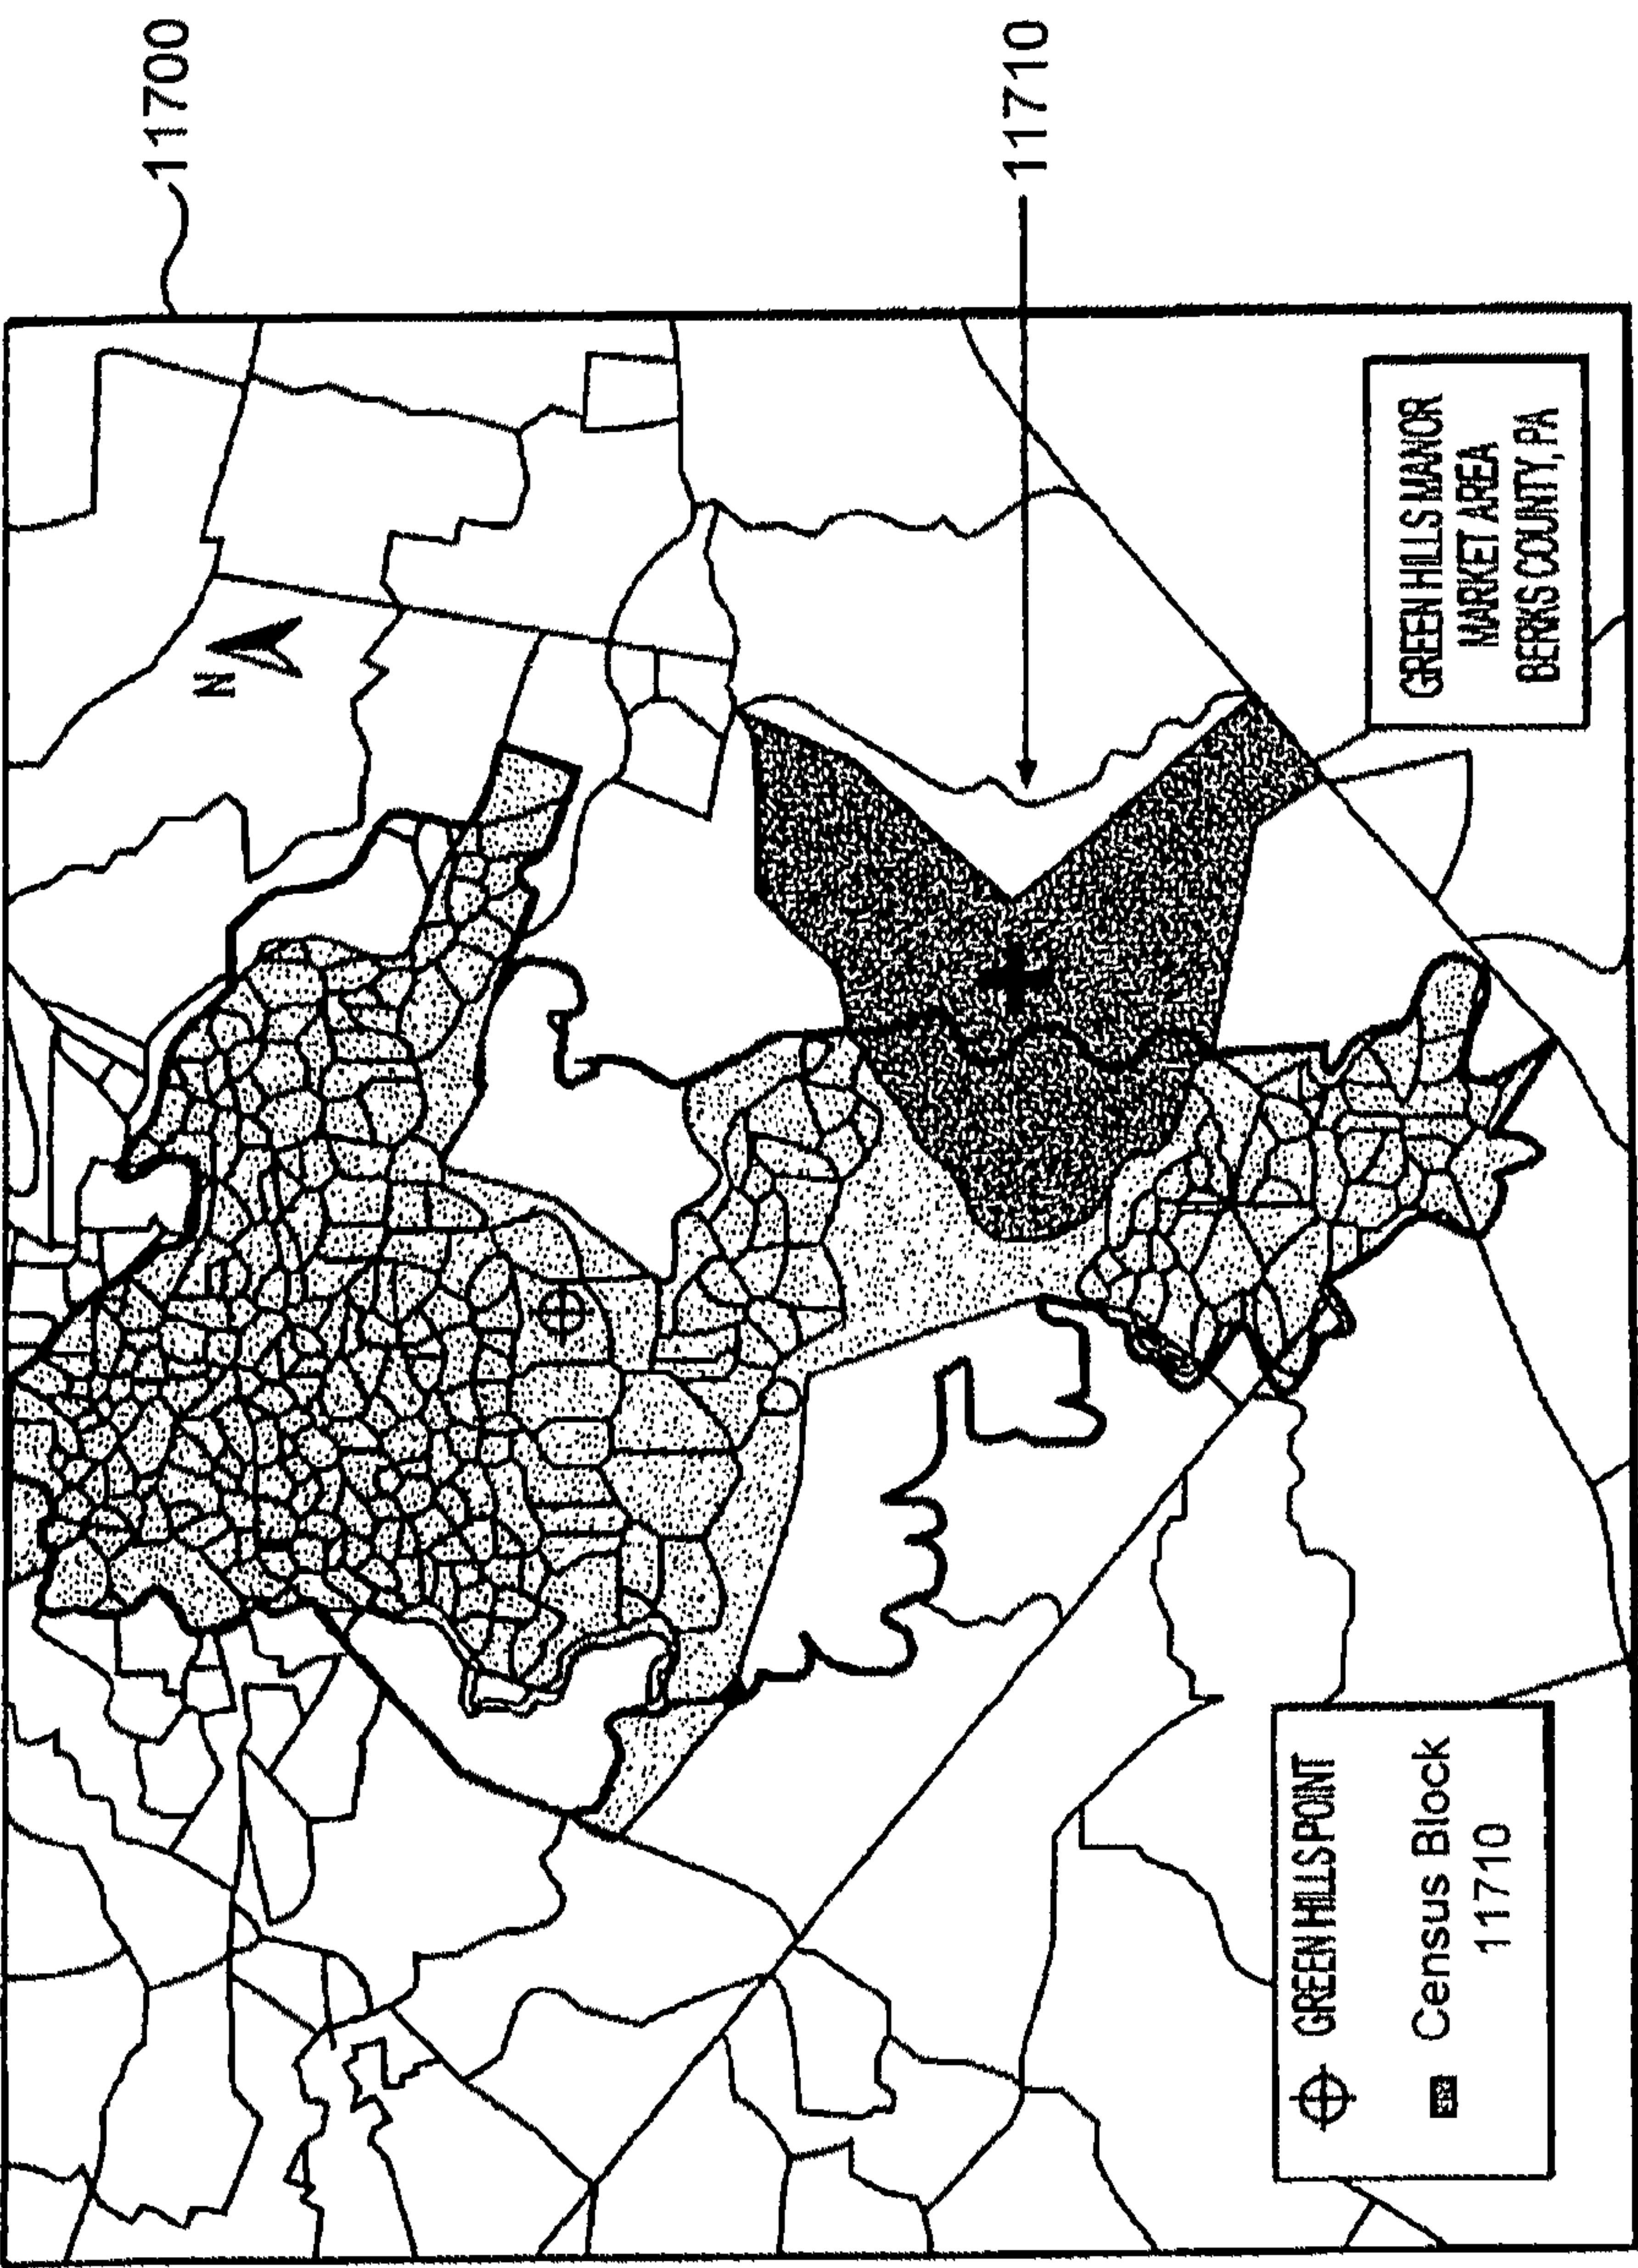 11700
11710
N
GREEN HILLS MANOR
MARKET AREA
BERKS COUNTY, PA
GREEN HILLS POINT
Census Block
11710